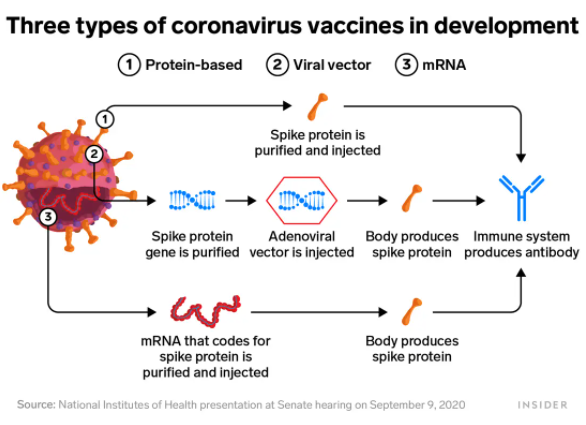 Three types of coronavirus vaccines in development
1 Protein-based 2 Viral vector 3 mRNA
1
Spike protein is
purified and injected
2
Spike protein
gene is purified
Adenoviral
vector is injected
Body produces
spike protein
Immune system
produces antibody
3
mRNA that codes for
spike protein is
purified and injected
Body produces
spike protein
Source: National Institutes of Health presentation at Senate hearing on September 9, 2020
INSIDER